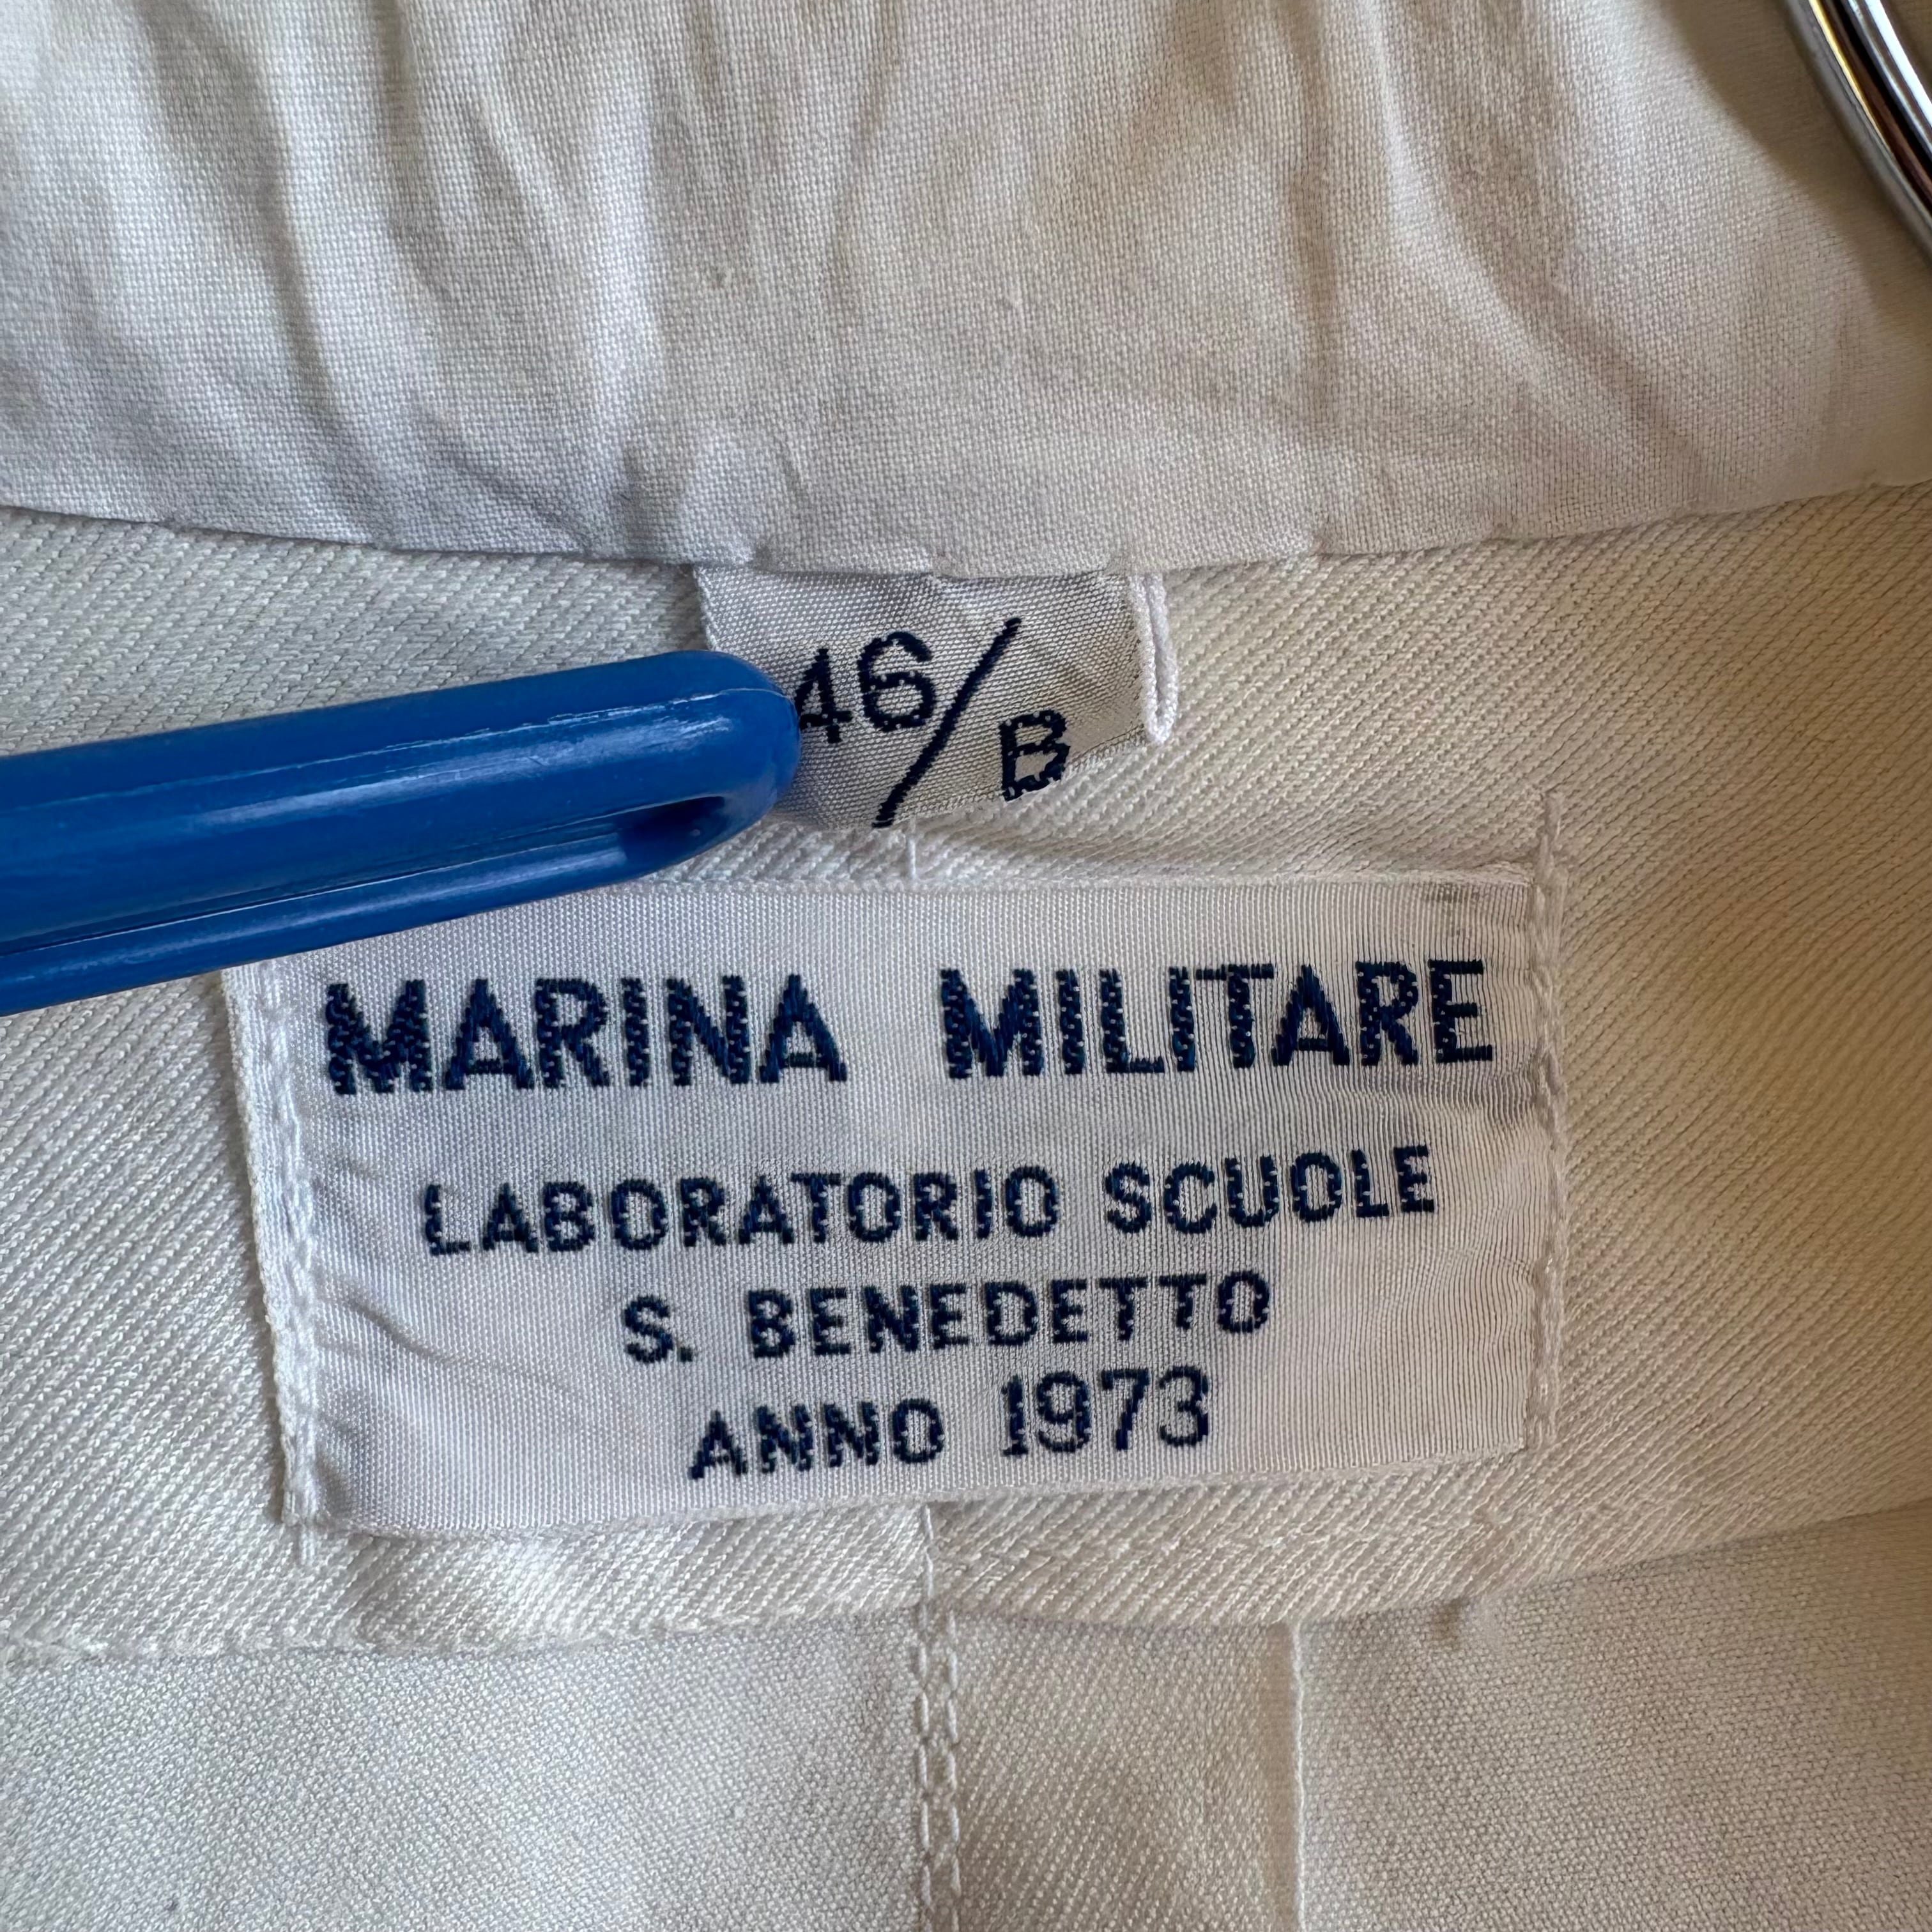 46/B
MARINA MILITARE
LABORATORIO SCUOLE
S. BENEDETTO
ANNO 1973